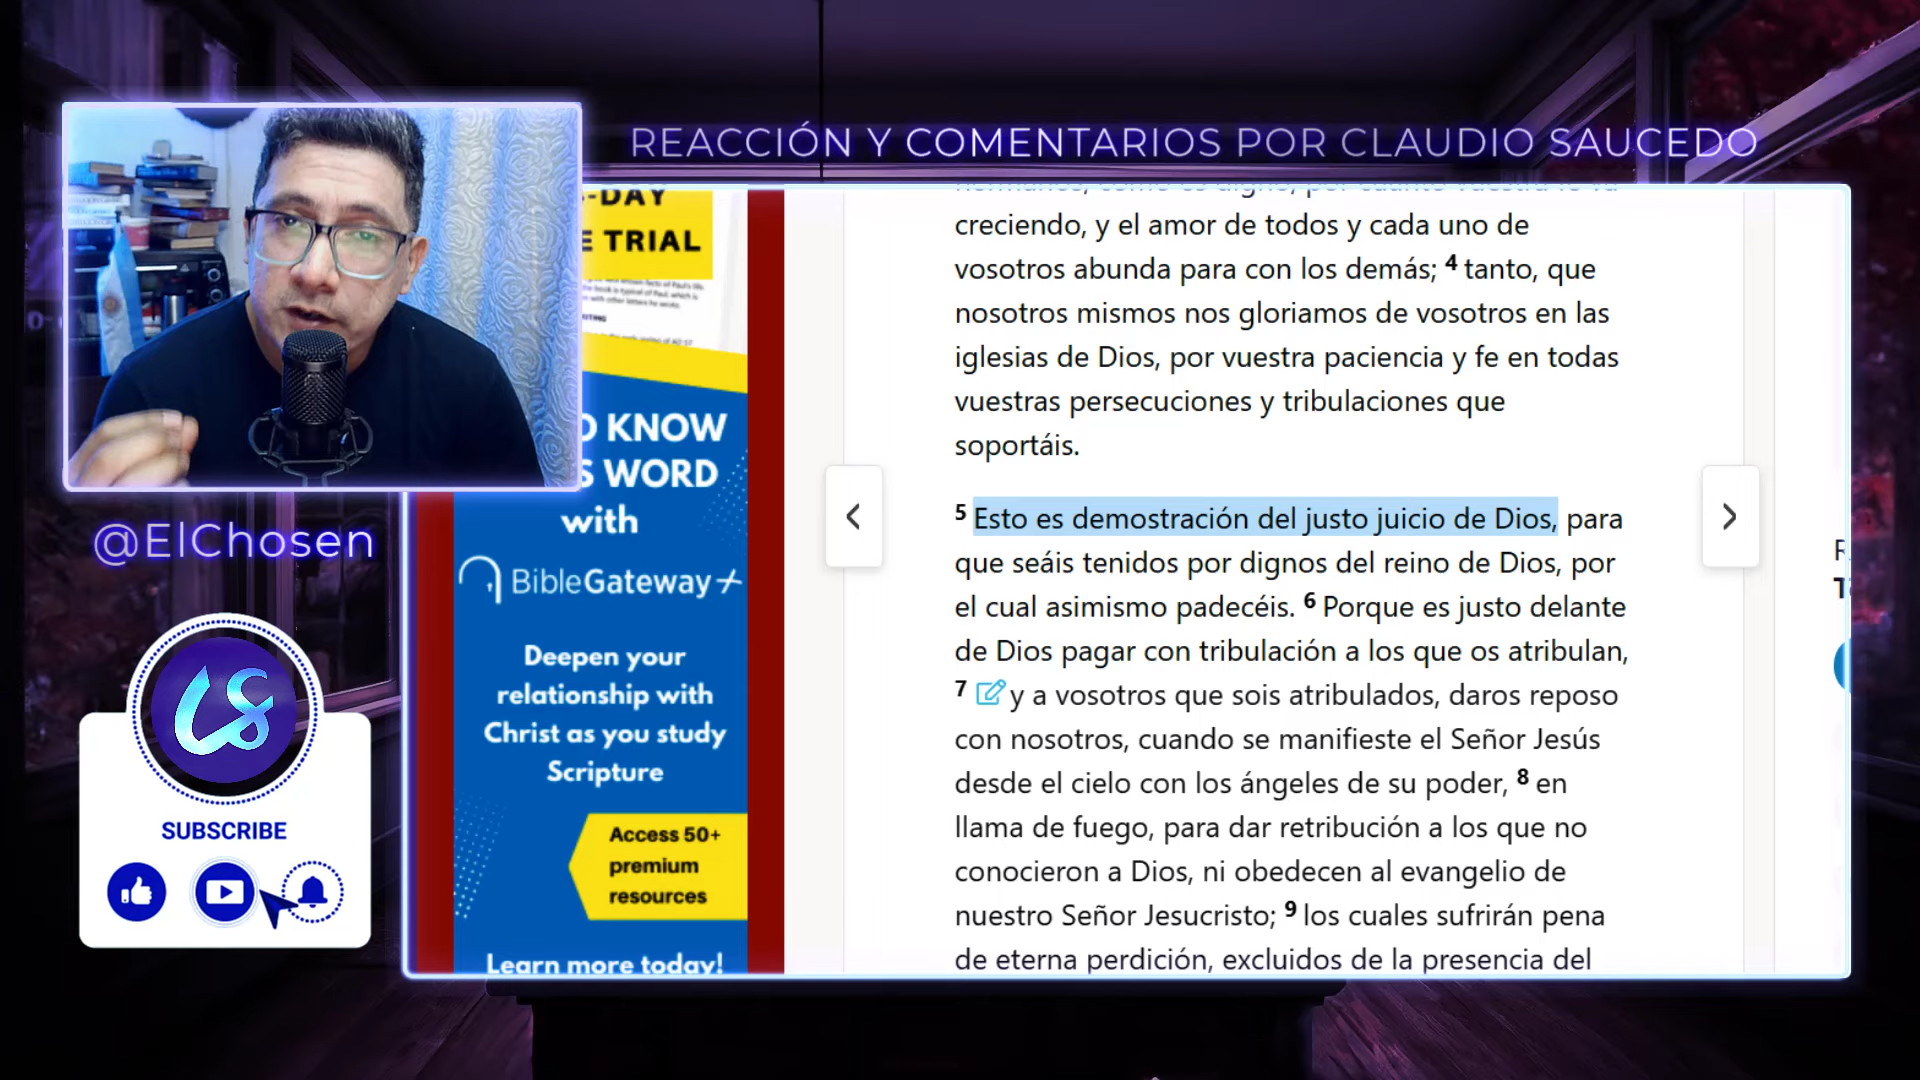 REACCIÓN Y COMENTARIOS POR CLAUDIO SAUCEDO
-DAY
E TRIAL
KNOW
S WORD
with
BibleGateway+
Deepen your
relationship with
Christ as you study
Scripture
Access 50+
premium
resources
Learn more today!
@ElChosen
SUBSCRIBE
creciendo, y el amor de todos y cada uno de
vosotros abunda para con los demás; 4 tanto, que
nosotros mismos nos gloriamos de vosotros en las
iglesias de Dios, por vuestra paciencia y fe en todas
vuestras persecuciones y tribulaciones que
soportáis.
5 Esto es demostración del justo juicio de Dios, para
que seáis tenidos por dignos del reino de Dios, por
el cual asimismo padecéis. 6 Porque es justo delante
de Dios pagar con tribulación a los que os atribulan,
7 y a vosotros que sois atribulados, daros reposo
con nosotros, cuando se manifieste el Señor Jesús
desde el cielo con los ángeles de su poder, 8 en
llama de fuego, para dar retribución a los que no
conocieron a Dios, ni obedecen al evangelio de
nuestro Señor Jesucristo; 9 los cuales sufrirán pena
de eterna perdición, excluidos de la presencia del